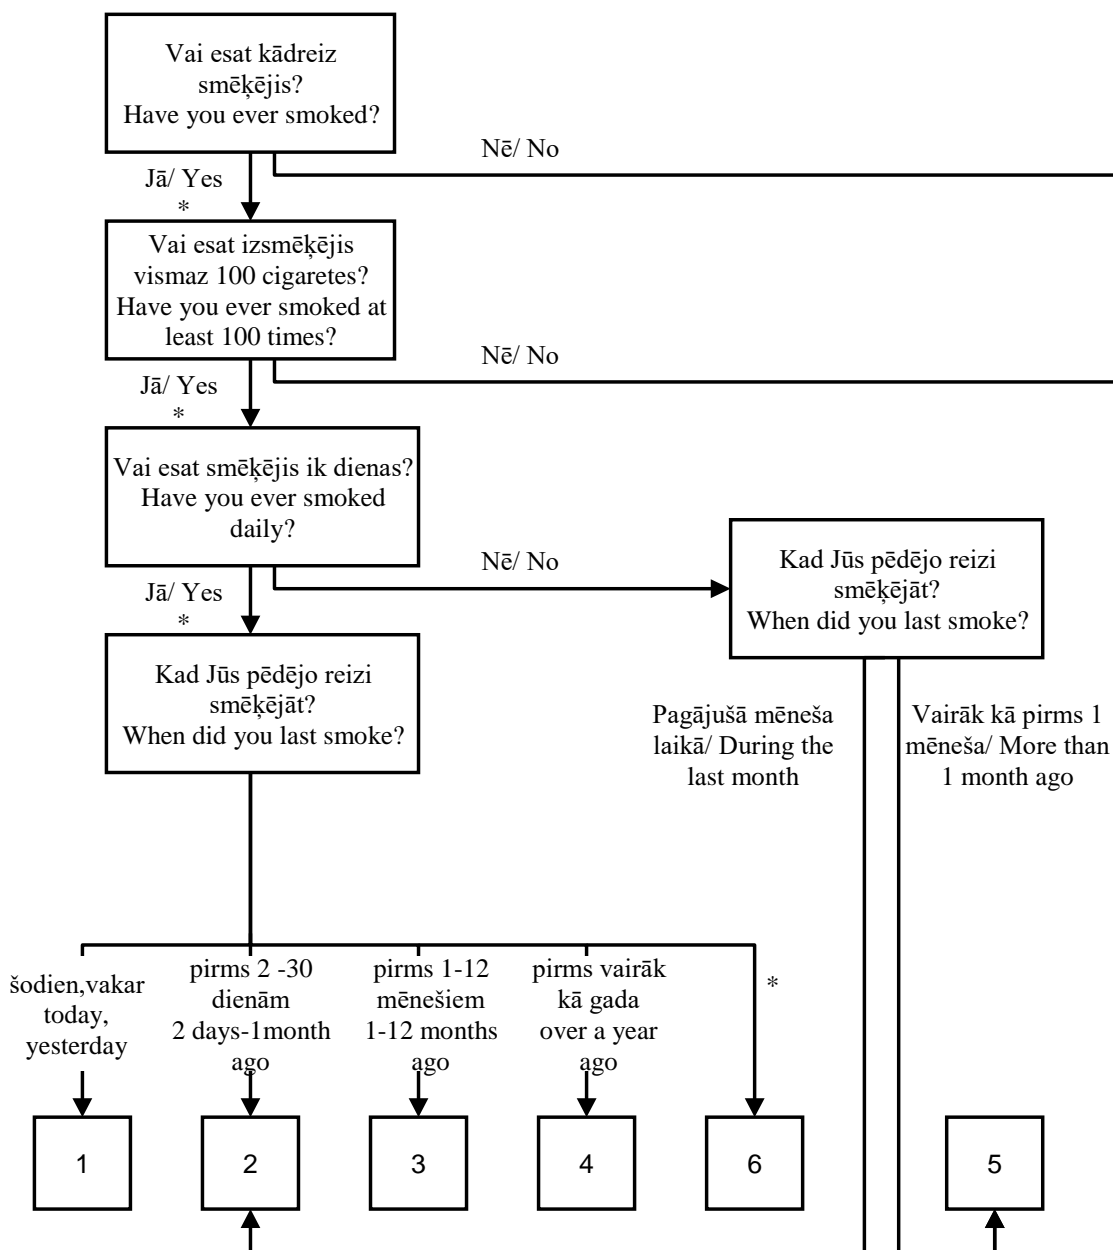 Vai esat kādreiz
smēķējis?
Have you ever smoked?
Nē/ No
Jā/ Yes
*
Vai esat izsmēķējis
vismaz 100 cigaretes?
Have you ever smoked at
least 100 times?
Nē/ No
Jā/ Yes
*
Vai esat smēķējis ik dienas?
Have you ever smoked
daily?
Nē/ No
Jā/ Yes
*
Kad Jūs pēdējo reizi
smēķējāt?
When did you last smoke?
Kad Jūs pēdējo reizi
smēķējāt?
When did you last smoke?
Pagājušā mēneša
laikā/ During the
last month
Vairāk kā pirms 1
mēneša/ More than
1 month ago
šodien,vakar
today,
yesterday
pirms 2 -30
dienām
2 days-1month
ago
pirms 1-12
mēnešiem
1-12 months
ago
pirms vairāk
kā gada
over a year
ago
*
1
2
3
4
6
5